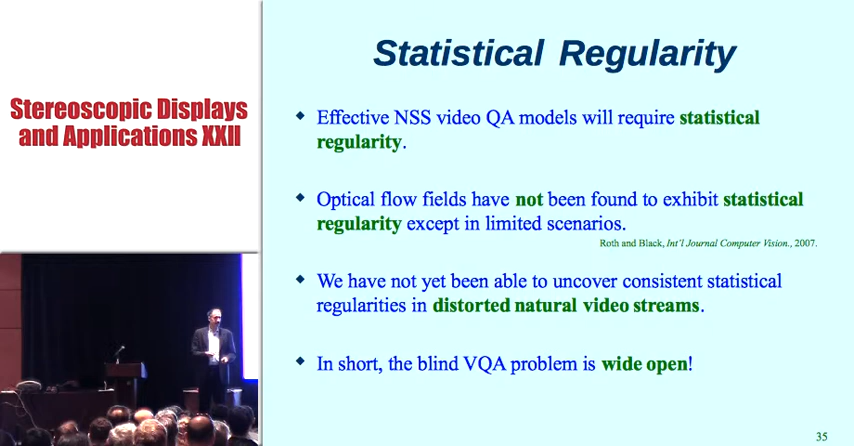 Stereoscopic Displays
and Applications XXII
Statistical Regularity
Effective NSS video QA models will require statistical
regularity.
Optical flow fields have not been found to exhibit statistical
regularity except in limited scenarios.
Roth and Black, Int'l Journal Computer Vision., 2007.
We have not yet been able to uncover consistent statistical
regularities in distorted natural video streams.
In short, the blind VQA problem is wide open!
35